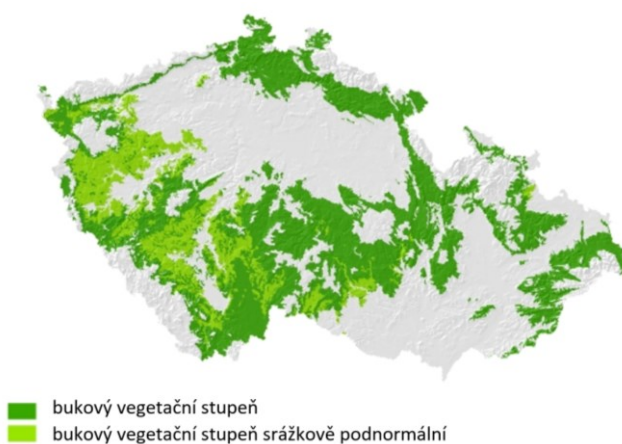 bukový vegetační stupeň
bukový vegetační stupeň srážkově podnormální